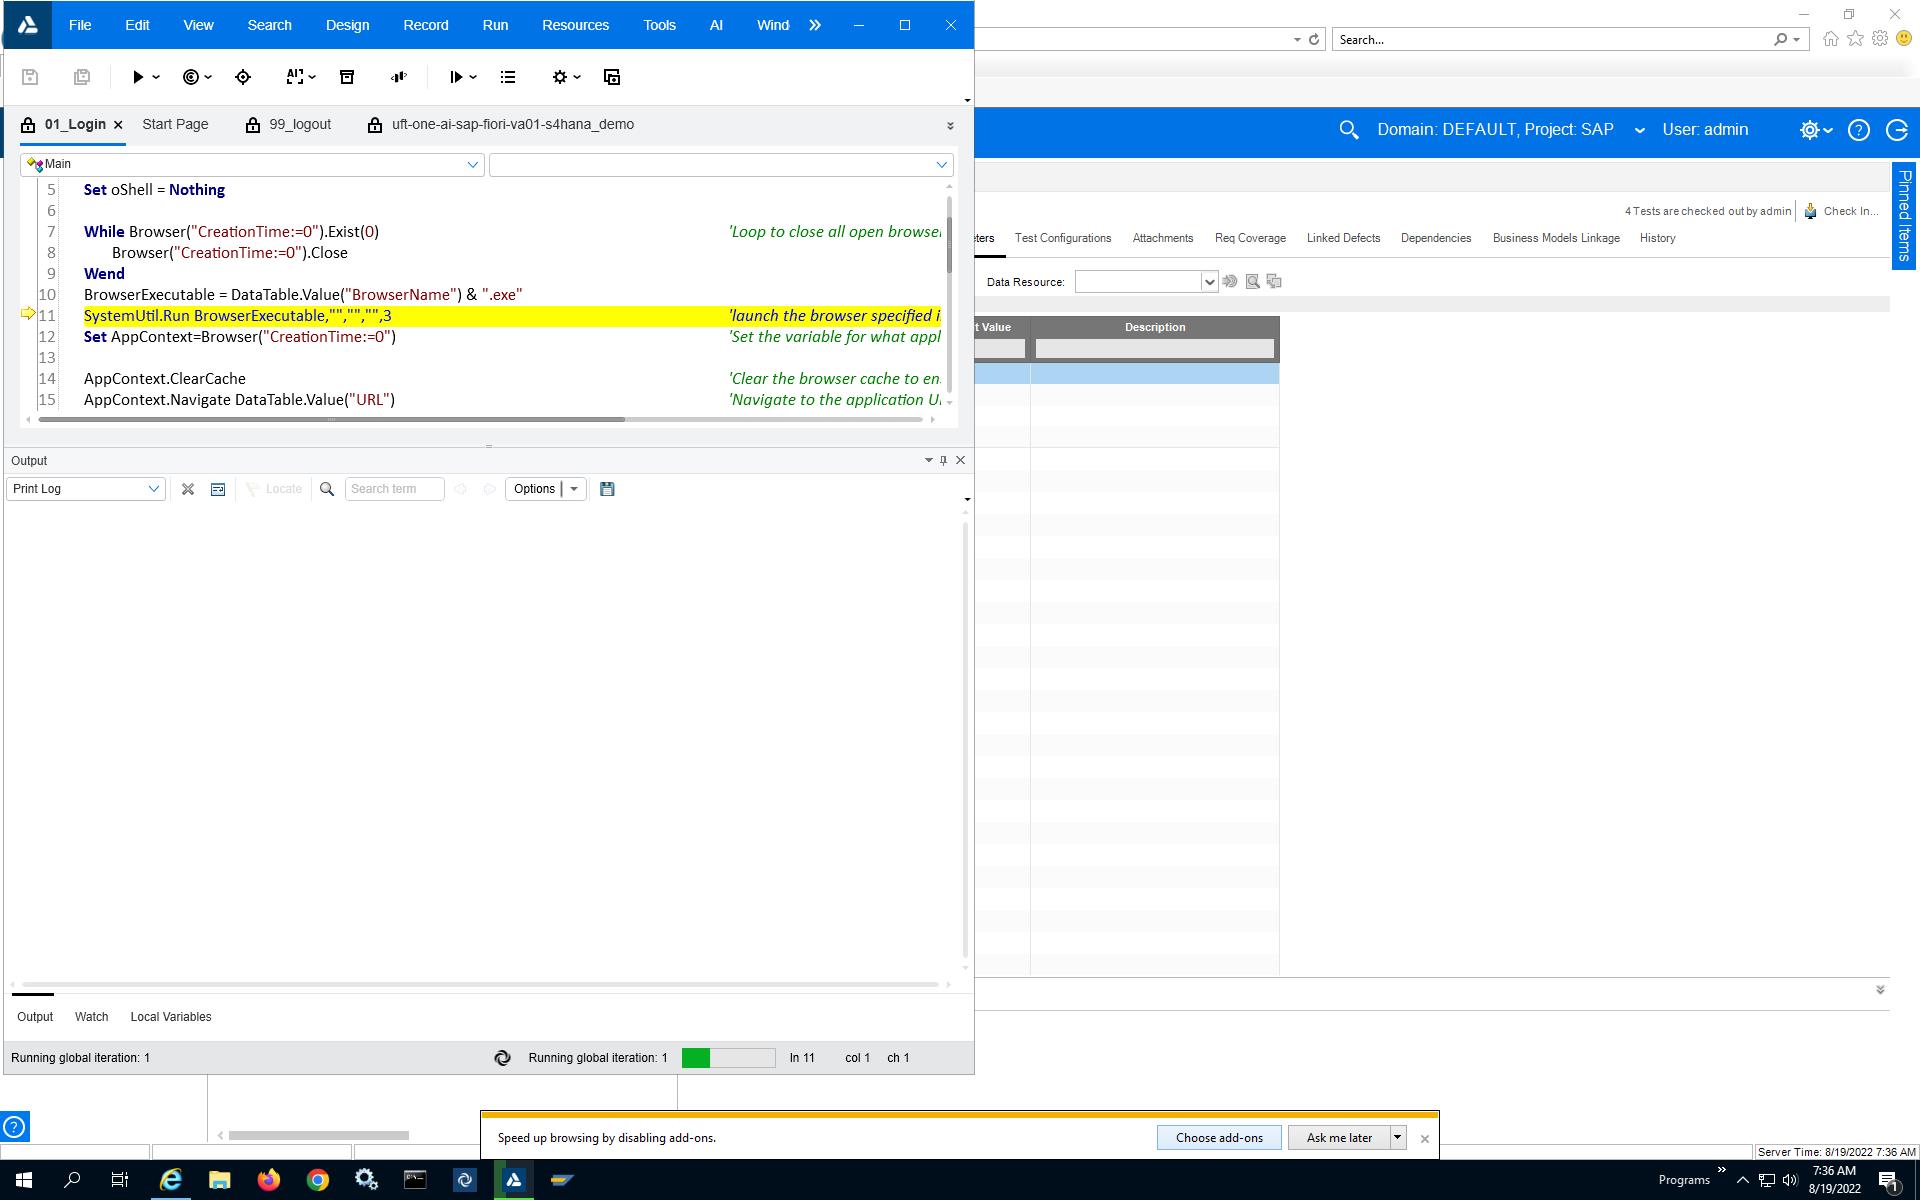 File Edit View Search Design Record Run Resources Tools AI Wind
Search...
01_Login Start Page 99_logout uft-one-ai-sap-fiori-va01-s4hana_demo
Domain: DEFAULT, Project: SAP User: admin
Main
5 Set oShell = Nothing
6
7 While Browser("CreationTime:=0").Exist(0) 'Loop to close all open browser
8 Browser("CreationTime:=0").Close
9 Wend
10 BrowserExecutable = DataTable.Value("BrowserName") & ".exe"
11 SystemUtil.Run BrowserExecutable,"","","",3 'launch the browser specified i
12 Set AppContext=Browser("CreationTime:=0") 'Set the variable for what appl
13
14 AppContext.ClearCache 'Clear the browser cache to en
15 AppContext.Navigate DataTable.Value("URL") 'Navigate to the application U
Pinned Items
4 Tests are checked out by admin Check In...
eters Test Configurations Attachments Req Coverage Linked Defects Dependencies Business Models Linkage History
Data Resource:
t Value Description
Output
Print Log Locate Search term Options
Output Watch Local Variables
Running global iteration: 1 Running global iteration: 1 ln 11 col 1 ch 1
Speed up browsing by disabling add-ons. Choose add-ons Ask me later
Server Time: 8/19/2022 7:36 AM
Programs
7:36 AM
8/19/2022
1